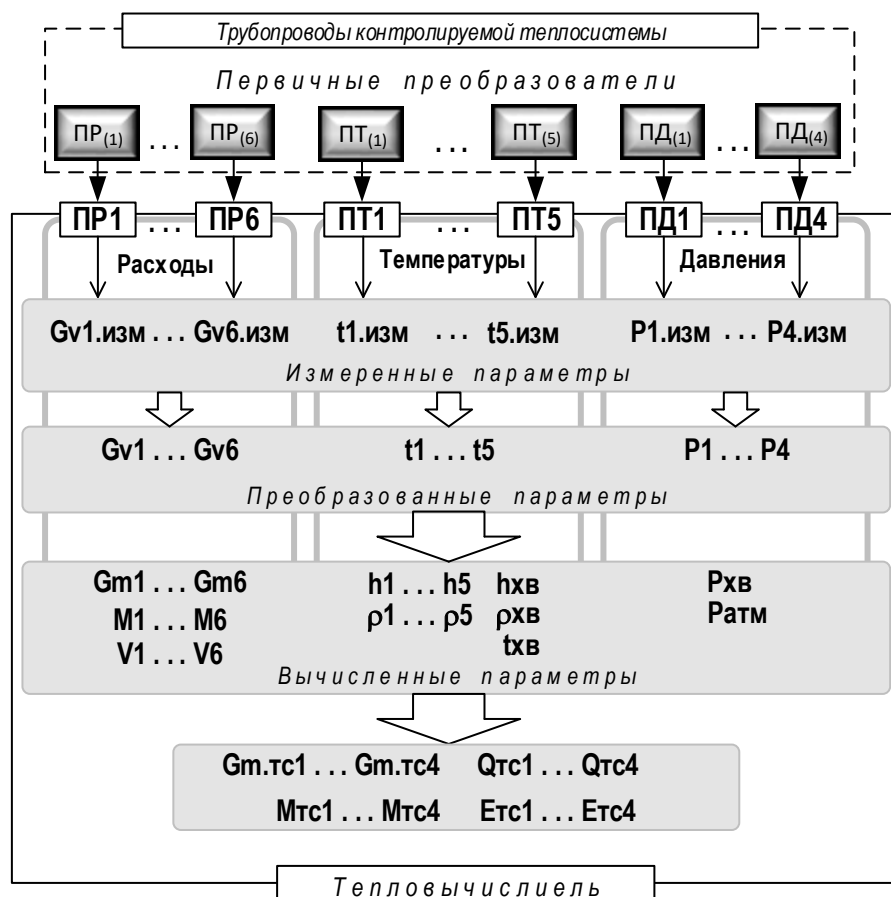 Трубопроводы контролируемой теплосистемы
Первичные преобразователи
ПР(1) ... ПР(6) ПТ(1) ... ПТ(5) ПД(1) ... ПД(4)
ПР1 ... ПР6 ПТ1 ... ПТ5 ПД1 ... ПД4
Расходы Температуры Давления
Gv1.изм ... Gv6.изм t1.изм ... t5.изм P1.изм ... P4.изм
Измеренные параметры
Gv1 ... Gv6 t1 ... t5 P1 ... P4
Преобразованные параметры
Gm1 ... Gm6 h1 ... h5 hхв Pхв
M1 ... M6 ρ1 ... ρ5 ρхв Pатм
V1 ... V6 tхв
Вычисленные параметры
Gm.тс1 ... Gm.тс4 Qтс1 ... Qтс4
Mтс1 ... Mтс4 Eтс1 ... Eтс4
Тепловычислиель